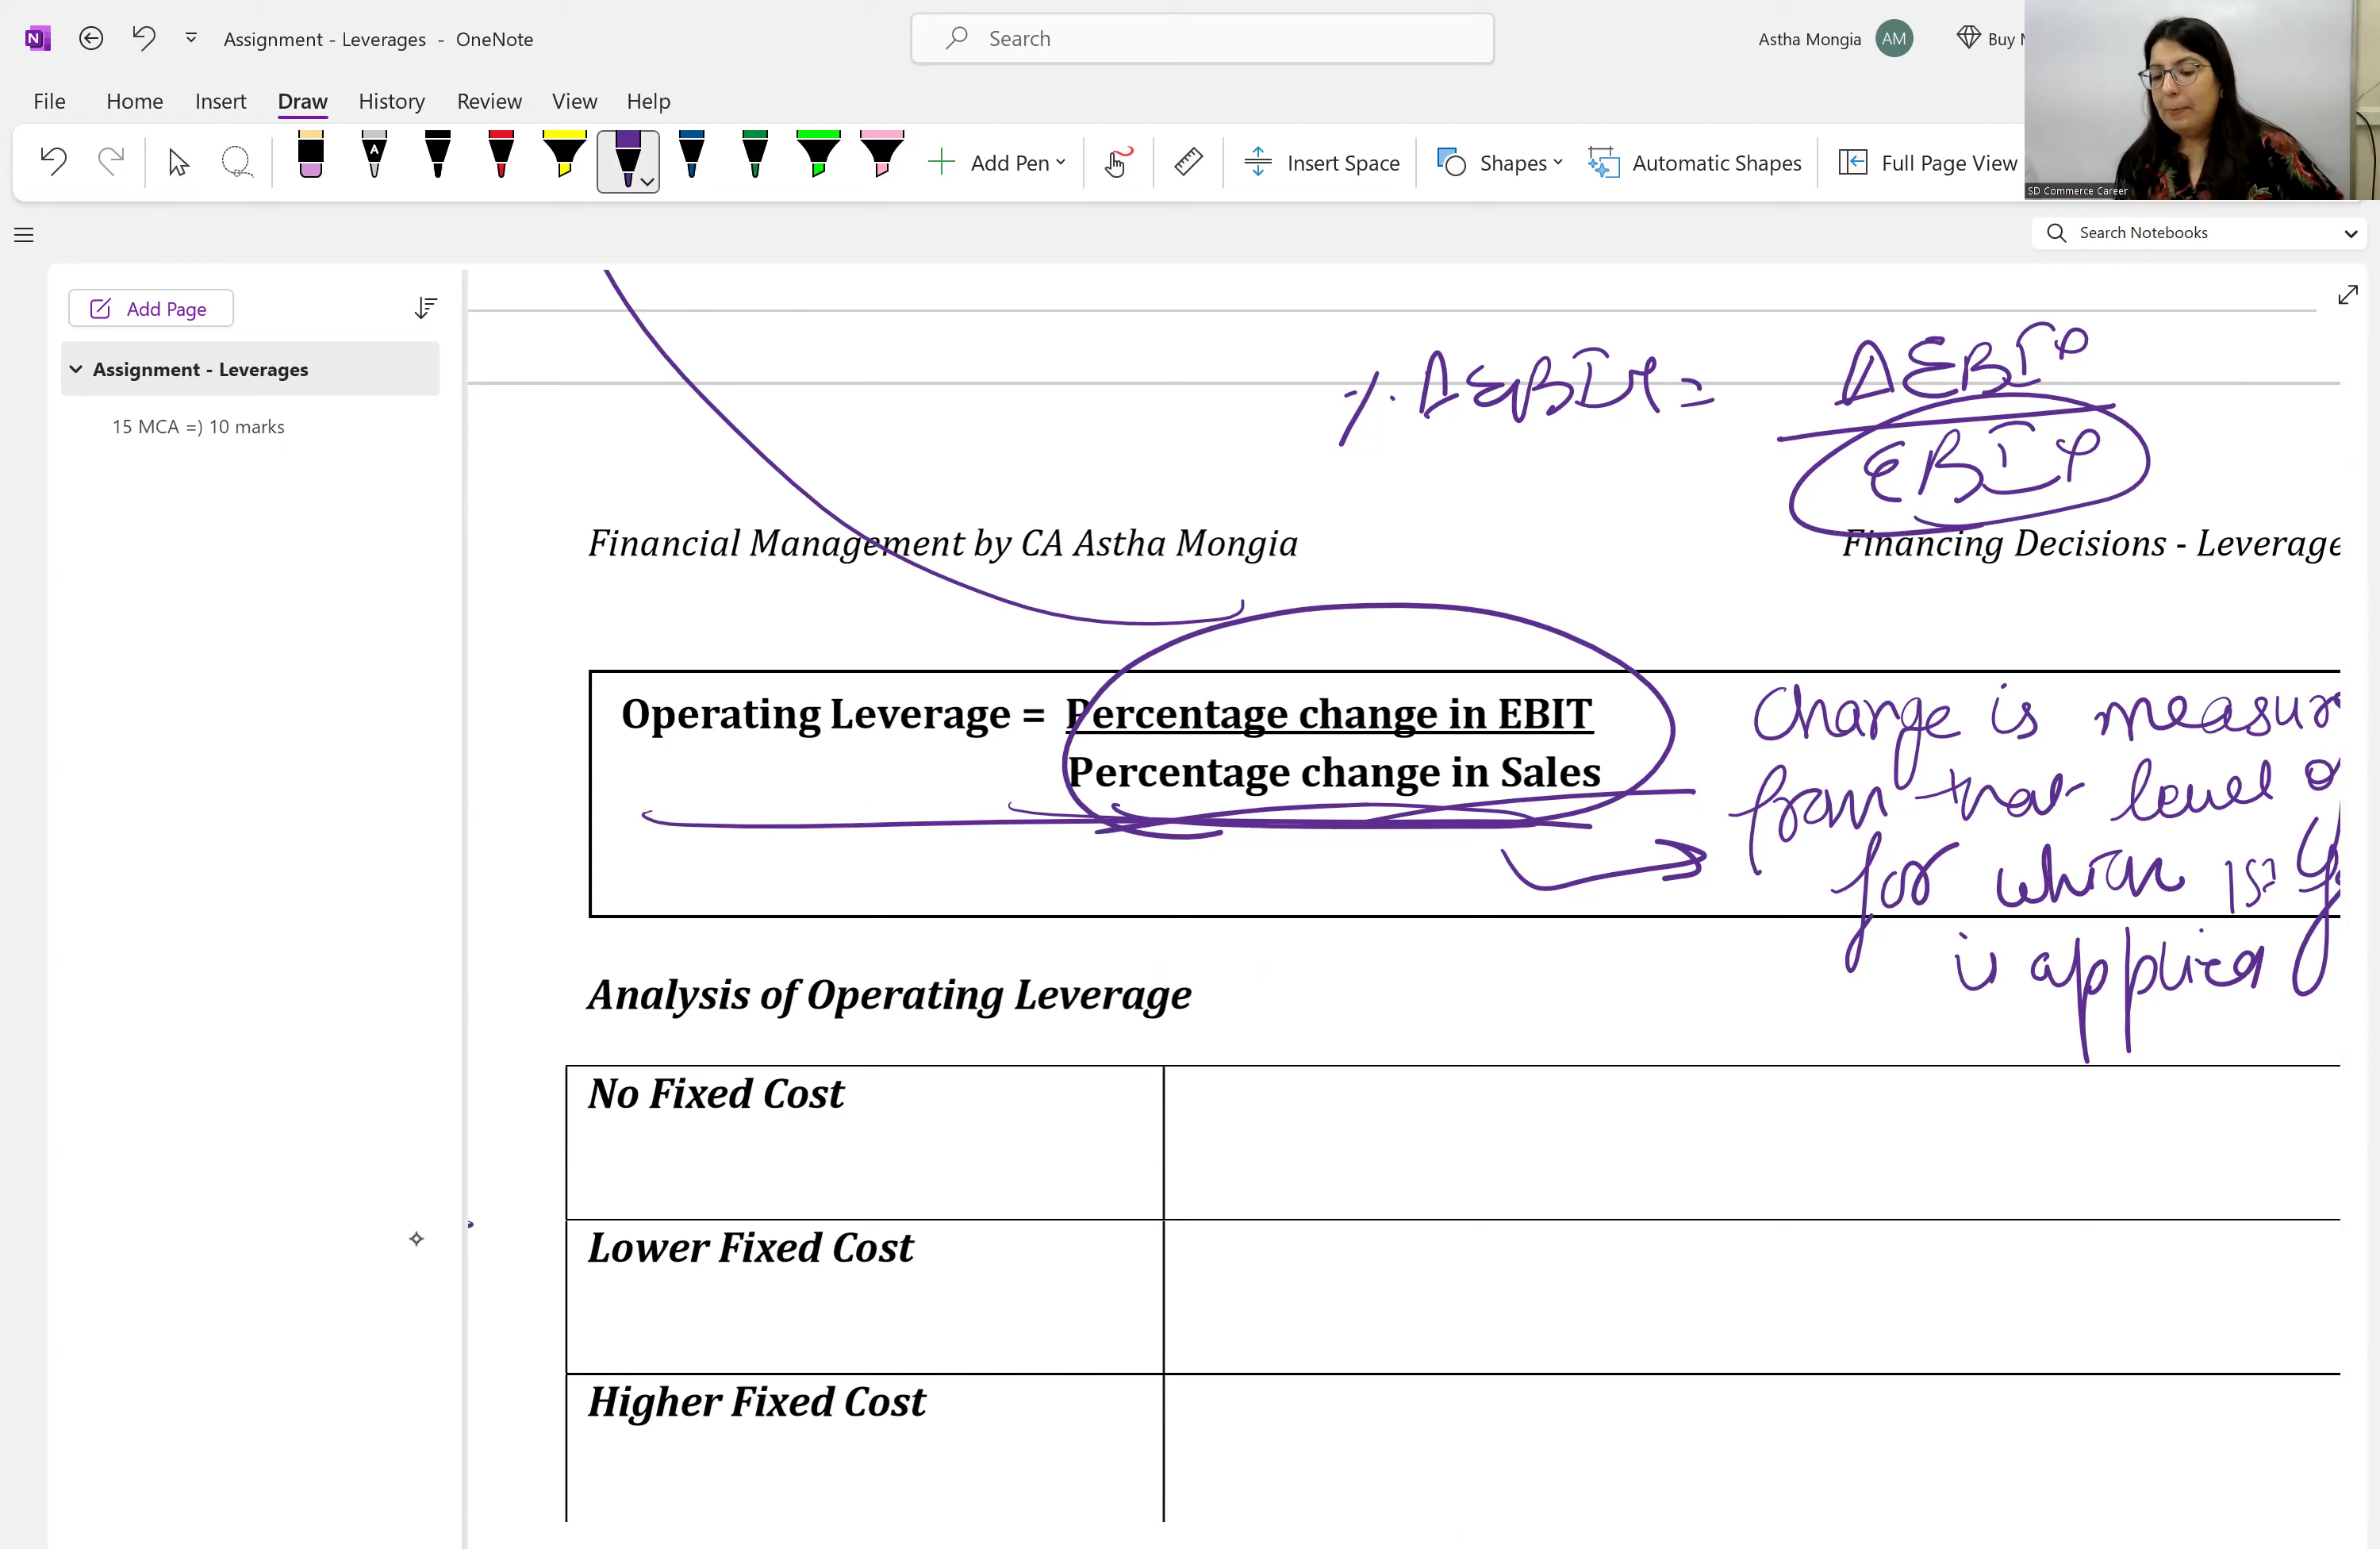 Assignment - Leverages - OneNote
Search
Astha Mongia AM
Buy
File Home Insert Draw History Review View Help
Add Pen Insert Space Shapes Automatic Shapes Full Page View
SD Commerce Career
Search Notebooks
Add Page
Assignment - Leverages
15 MCA =) 10 marks
% Δ EBIT = Δ EBIT
EBIT
Financial Management by CA Astha Mongia
Financing Decisions - Leverage
Operating Leverage = Percentage change in EBIT
Percentage change in Sales
Change is measur
from that level
for which 1st
is applied
Analysis of Operating Leverage
No Fixed Cost
Lower Fixed Cost
Higher Fixed Cost